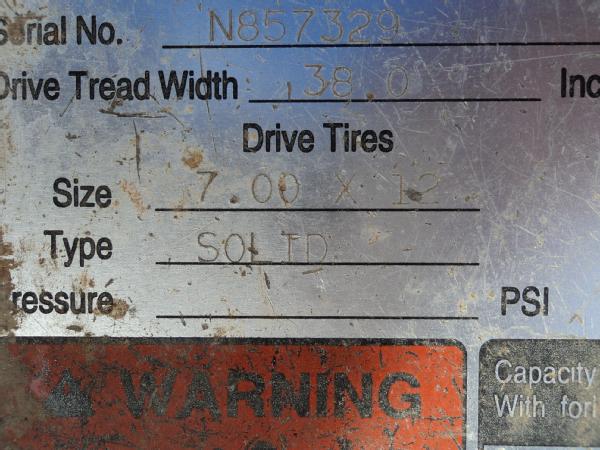 Serial No. N857329
Drive Tread Width 38.0 Inc
Drive Tires
Size 7.00 X 12
Type SOLID
ressure PSI
WARNING
Capacity
With fori